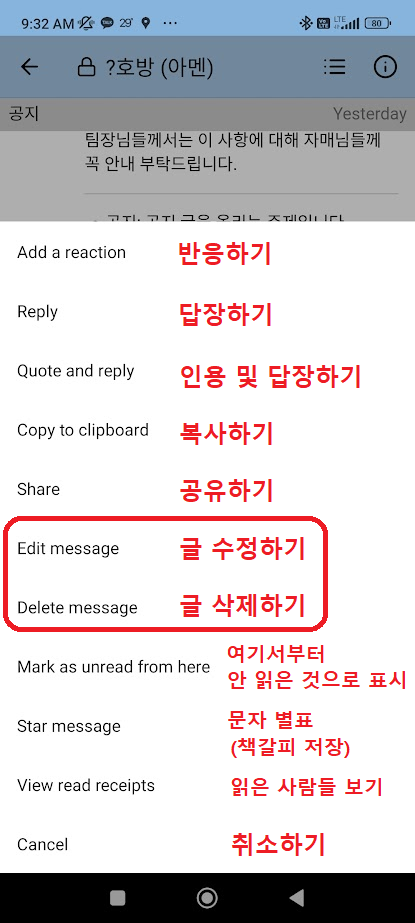 9:32 AM 29° LTE 80
?호방 (아멘)
공지 Yesterday
팀장님들께서는 이 사항에 대해 자매님들께
꼭 안내 부탁드립니다.
Add a reaction 반응하기
Reply 답장하기
Quote and reply 인용 및 답장하기
Copy to clipboard 복사하기
Share 공유하기
Edit message 글 수정하기
Delete message 글 삭제하기
Mark as unread from here 여기서부터
안 읽은 것으로 표시
Star message 문자 별표
(책갈피 저장)
View read receipts 읽은 사람들 보기
Cancel 취소하기